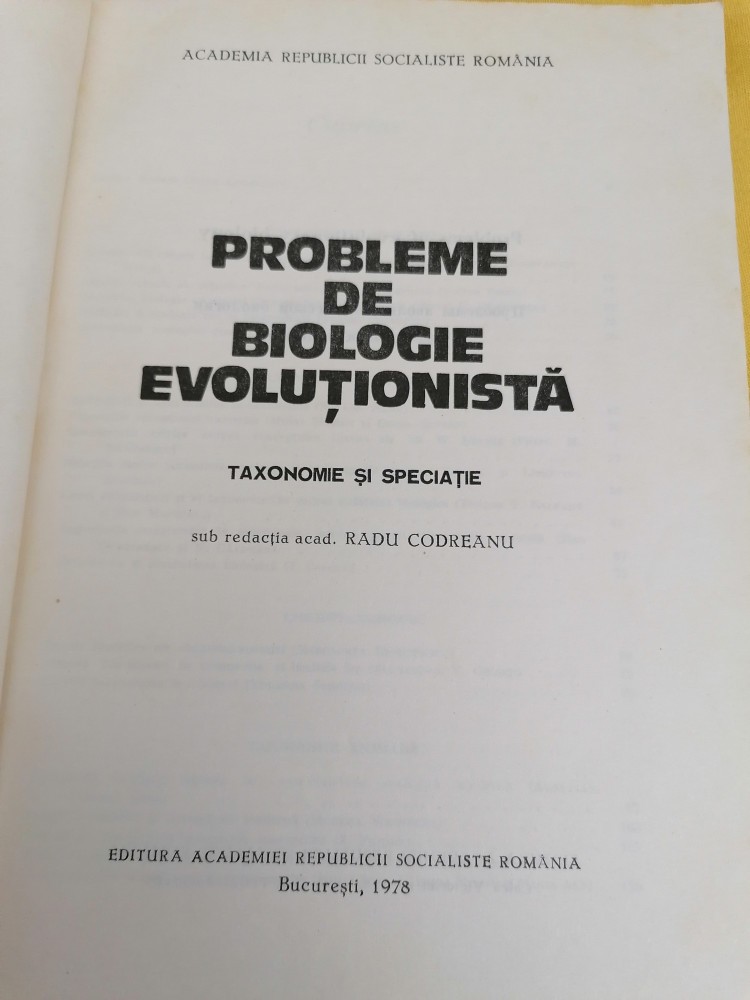 ACADEMIA REPUBLICII SOCIALISTE ROMÂNIA
PROBLEME
DE
BIOLOGIE
EVOLUȚIONISTĂ
TAXONOMIE ȘI SPECIAȚIE
sub redacția acad. RADU CODREANU
EDITURA ACADEMIEI REPUBLICII SOCIALISTE ROMÂNIA
București, 1978